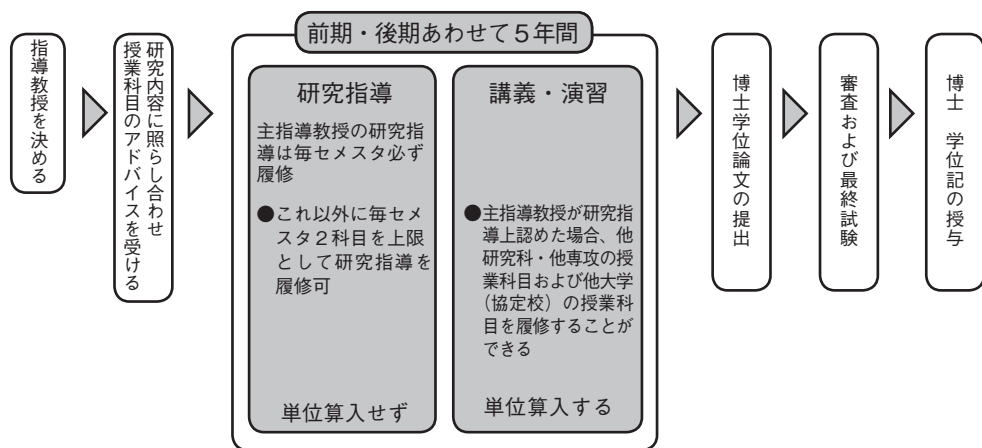 指導教授を決める
研究内容に照らし合わせ
授業科目のアドバイスを受ける
前期・後期あわせて5年間
研究指導
主指導教授の研究指
導は毎セメスタ必ず
履修
●これ以外に毎セメ
スタ2科目を上限
として研究指導を
履修可
単位算入せず
講義・演習
●主指導教授が研究指
導上認めた場合、他
研究科・他専攻の授
業科目および他大学
(協定校)の授業科
目を履修することが
できる
単位算入する
博士学位論文の提出
審査および最終試験
博士 学位記の授与